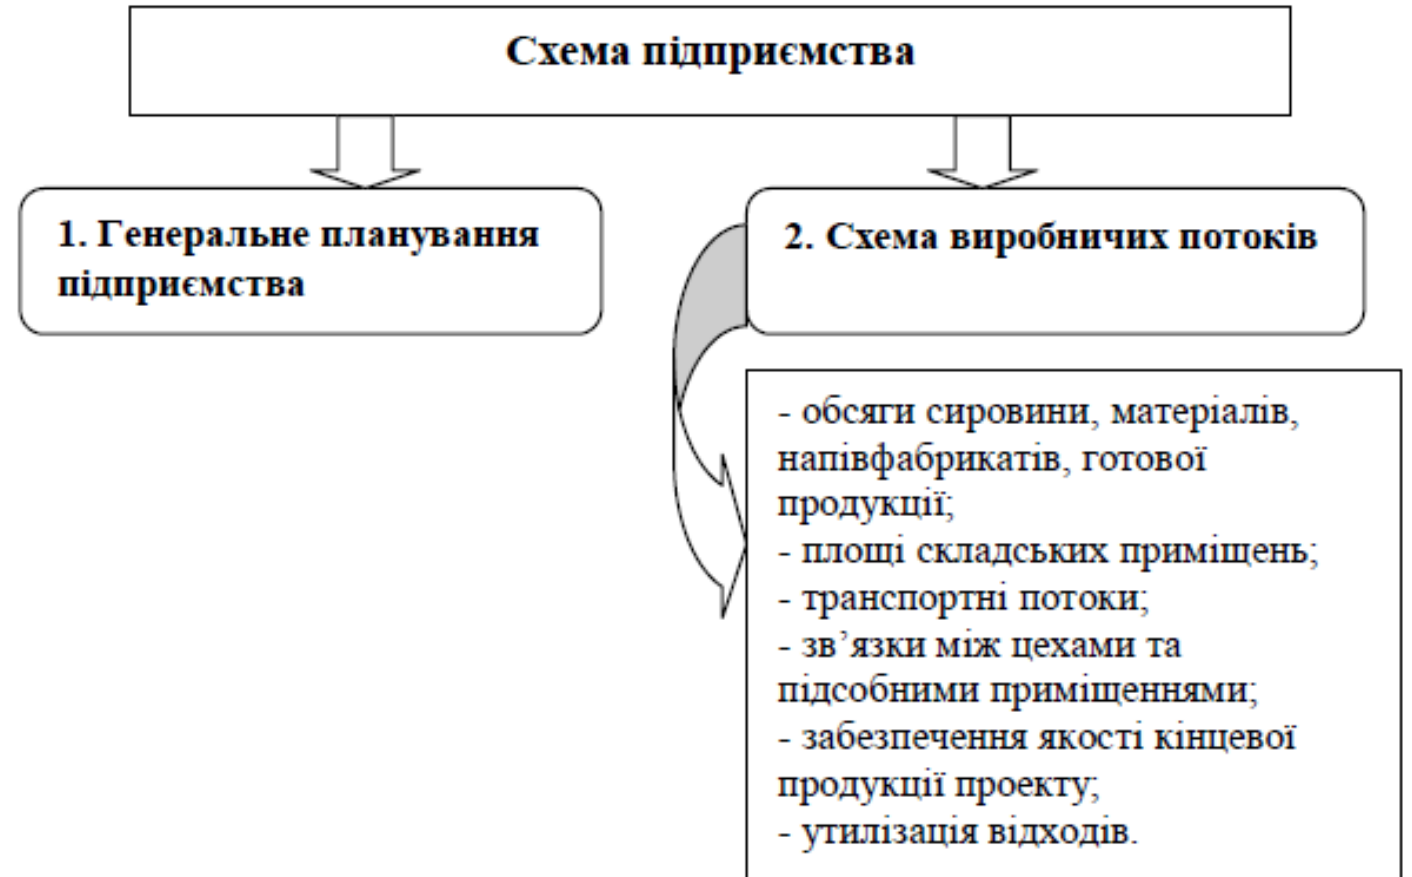 Схема підприємства
1. Генеральне планування
підприємства
2. Схема виробничих потоків
- обсяги сировини, матеріалів,
напівфабрикатів, готової
продукції;
- площі складських приміщень;
- транспортні потоки;
- зв’язки між цехами та
підсобними приміщеннями;
- забезпечення якості кінцевої
продукції проекту;
- утилізація відходів.